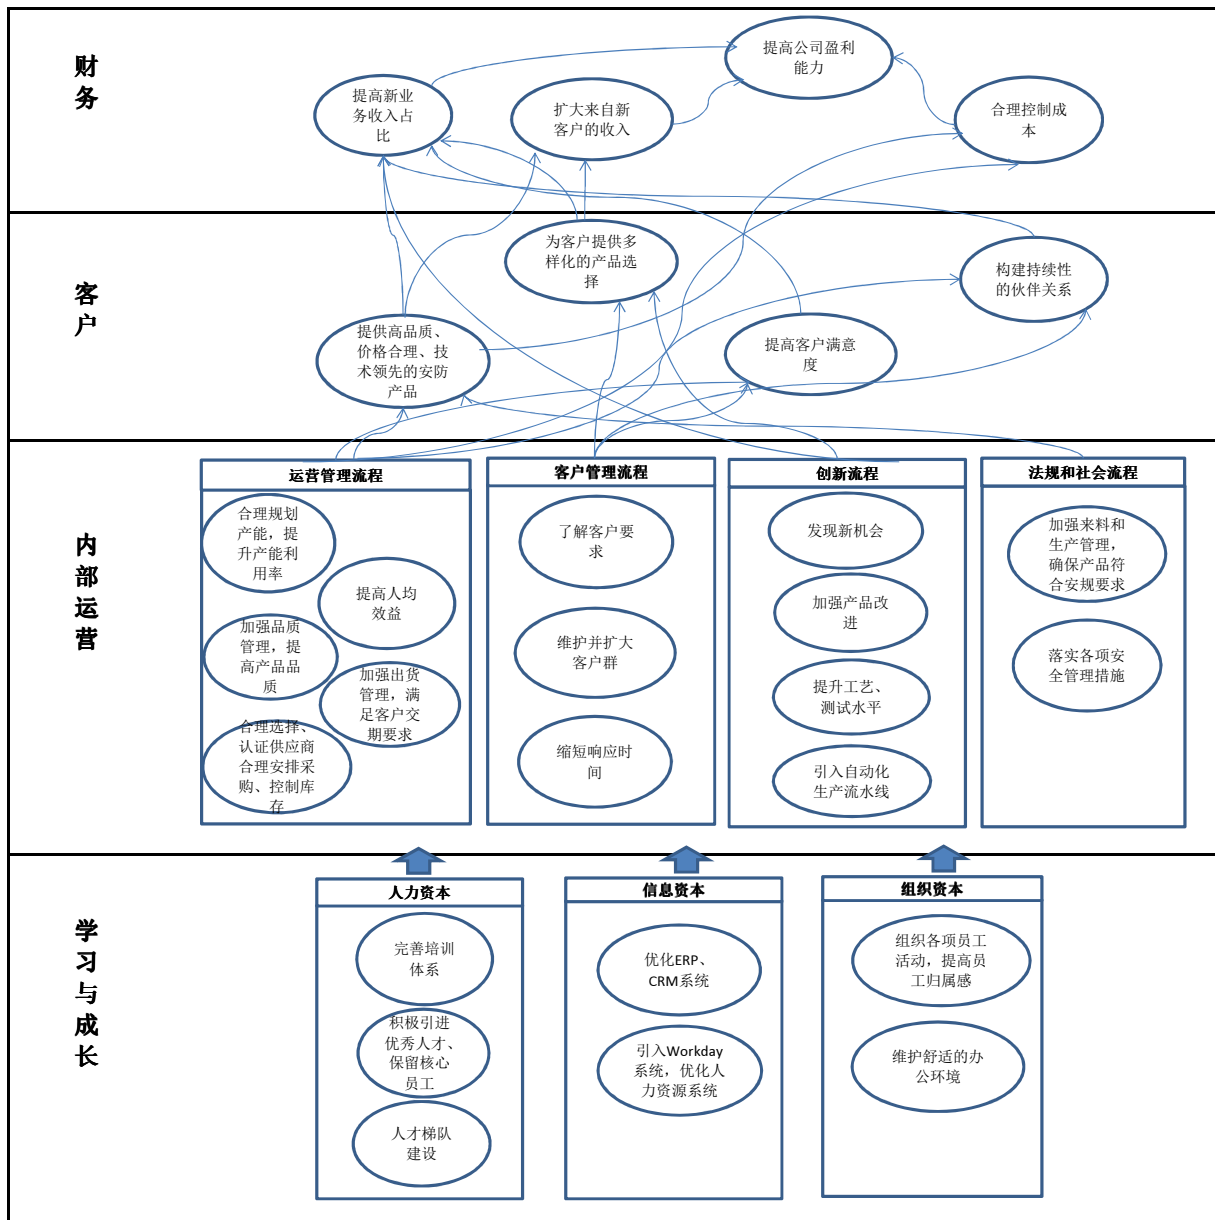 财
务
提高公司盈利
能力
提高新业
务收入占
比
扩大来自新
客户的收入
合理控制成
本
客
户
为客户提供多
样化的产品选
择
构建持续性
的伙伴关系
提供高品质、
价格合理、技
术领先的安防
产品
提高客户满意
度
内
部
运
营
运营管理流程
合理规划
产能，提
升产能利
用率
提高人均
效益
加强品质
管理，提
高产品品
质
加强出货
管理，满
足客户交
期要求
合理选择、
认证供应商
合理安排采
购、控制库
存
客户管理流程
了解客户要
求
维护并扩大
客户群
缩短响应时
间
创新流程
发现新机会
加强产品改
进
提升工艺、
测试水平
引入自动化
生产流水线
法规和社会流程
加强来料和
生产管理，
确保产品符
合安规要求
落实各项安
全管理措施
学
习
与
成
长
人力资本
完善培训
体系
积极引进
优秀人才、
保留核心
员工
人才梯队
建设
信息资本
优化ERP、
CRM系统
引入Workday
系统，优化人
力资源系统
组织资本
组织各项员工
活动，提高员
工归属感
维护舒适的办
公环境